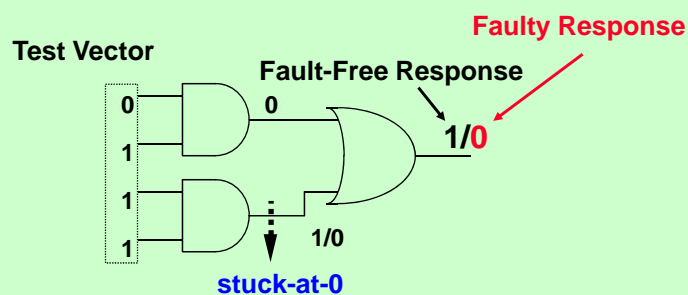 Faulty Response
Test Vector
Fault-Free Response
0
0
1/0
1
1
1
1/0
stuck-at-0